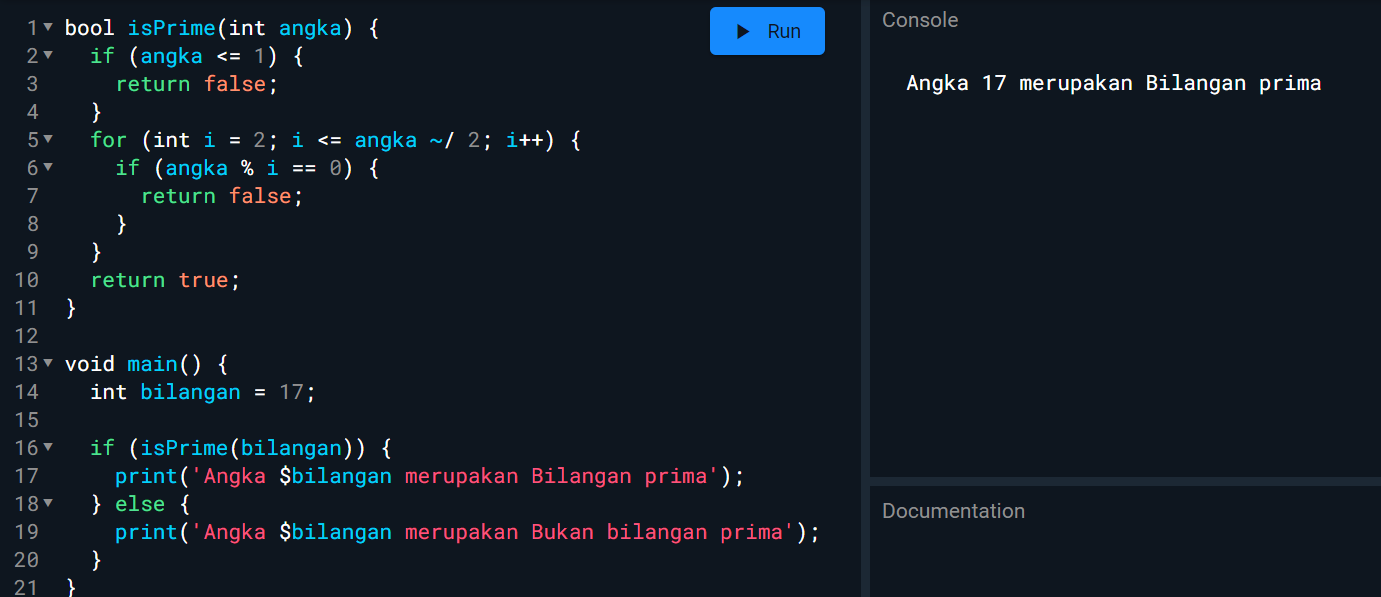 1 bool isPrime(int angka) {
2   if (angka <= 1) {
3     return false;
4   }
5   for (int i = 2; i <= angka ~/ 2; i++) {
6     if (angka % i == 0) {
7       return false;
8     }
9   }
10   return true;
11 }
12
13 void main() {
14   int bilangan = 17;
15
16   if (isPrime(bilangan)) {
17     print('Angka $bilangan merupakan Bilangan prima');
18   } else {
19     print('Angka $bilangan merupakan Bukan bilangan prima');
20   }
21 }
Run
Console
Angka 17 merupakan Bilangan prima
Documentation